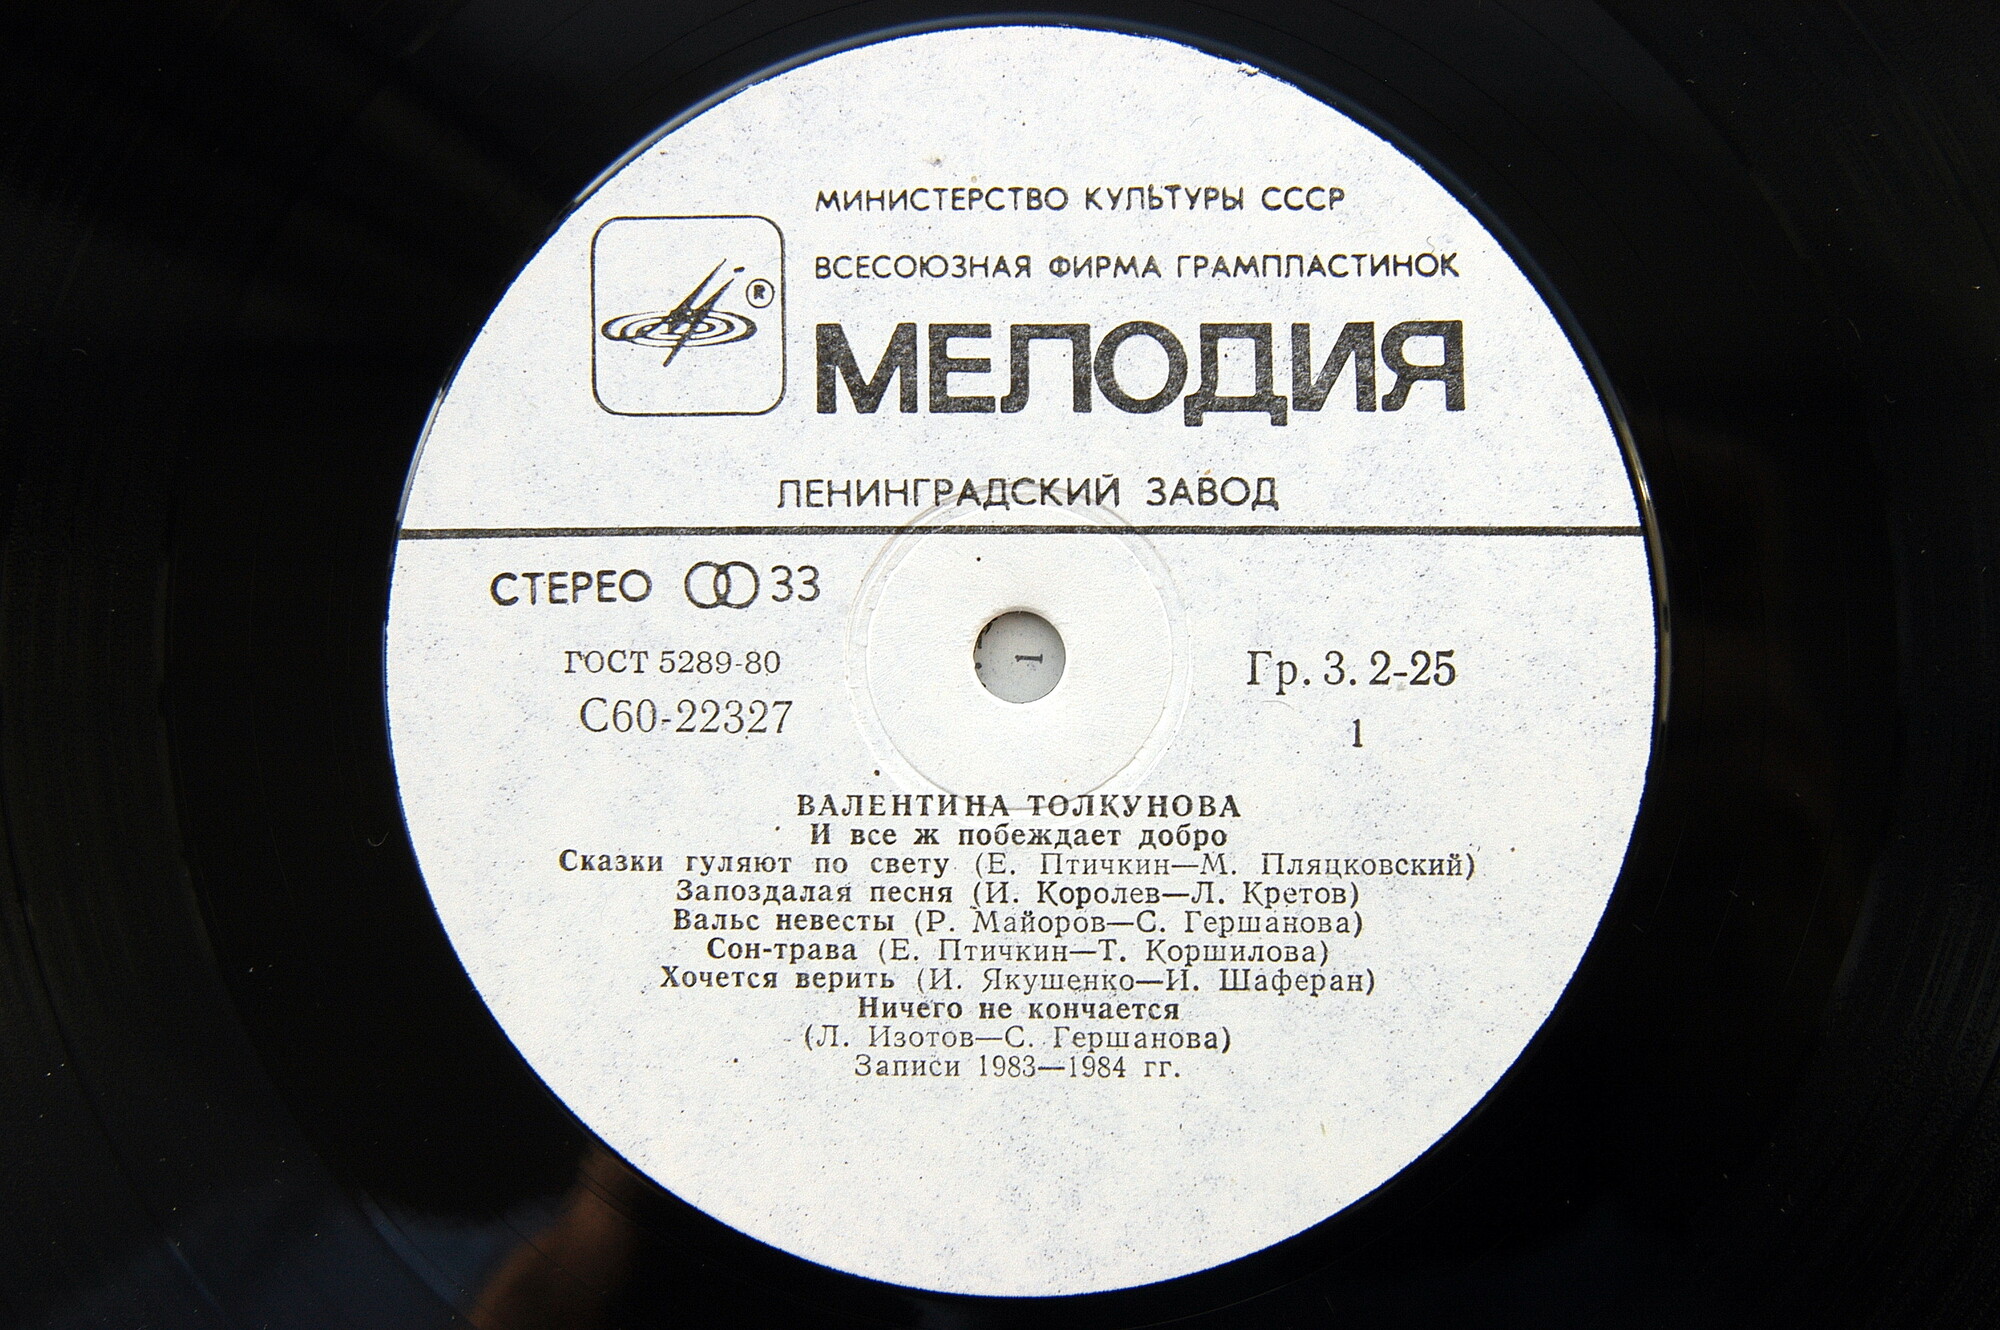 МИНИСТЕРСТВО КУЛЬТУРЫ СССР
ВСЕСОЮЗНАЯ ФИРМА ГРАМПЛАСТИНОК
®
МЕЛОДИЯ
ЛЕНИНГРАДСКИЙ ЗАВОД
СТЕРЕО 33
ГОСТ 5289-80
С60-22327
Гр. 3. 2-25
1
1
ВАЛЕНТИНА ТОЛКУНОВА
И все ж побеждает добро
Сказки гуляют по свету (Е. Птичкин—М. Пляцковский)
Запоздалая песня (И. Королев—Л. Кретов)
Вальс невесты (Р. Майоров—С. Гершанова)
Сон-трава (Е. Птичкин—Т. Коршилова)
Хочется верить (И. Якушенко—И. Шаферан)
Ничего не кончается
(Л. Изотов—С. Гершанова)
Записи 1983—1984 гг.